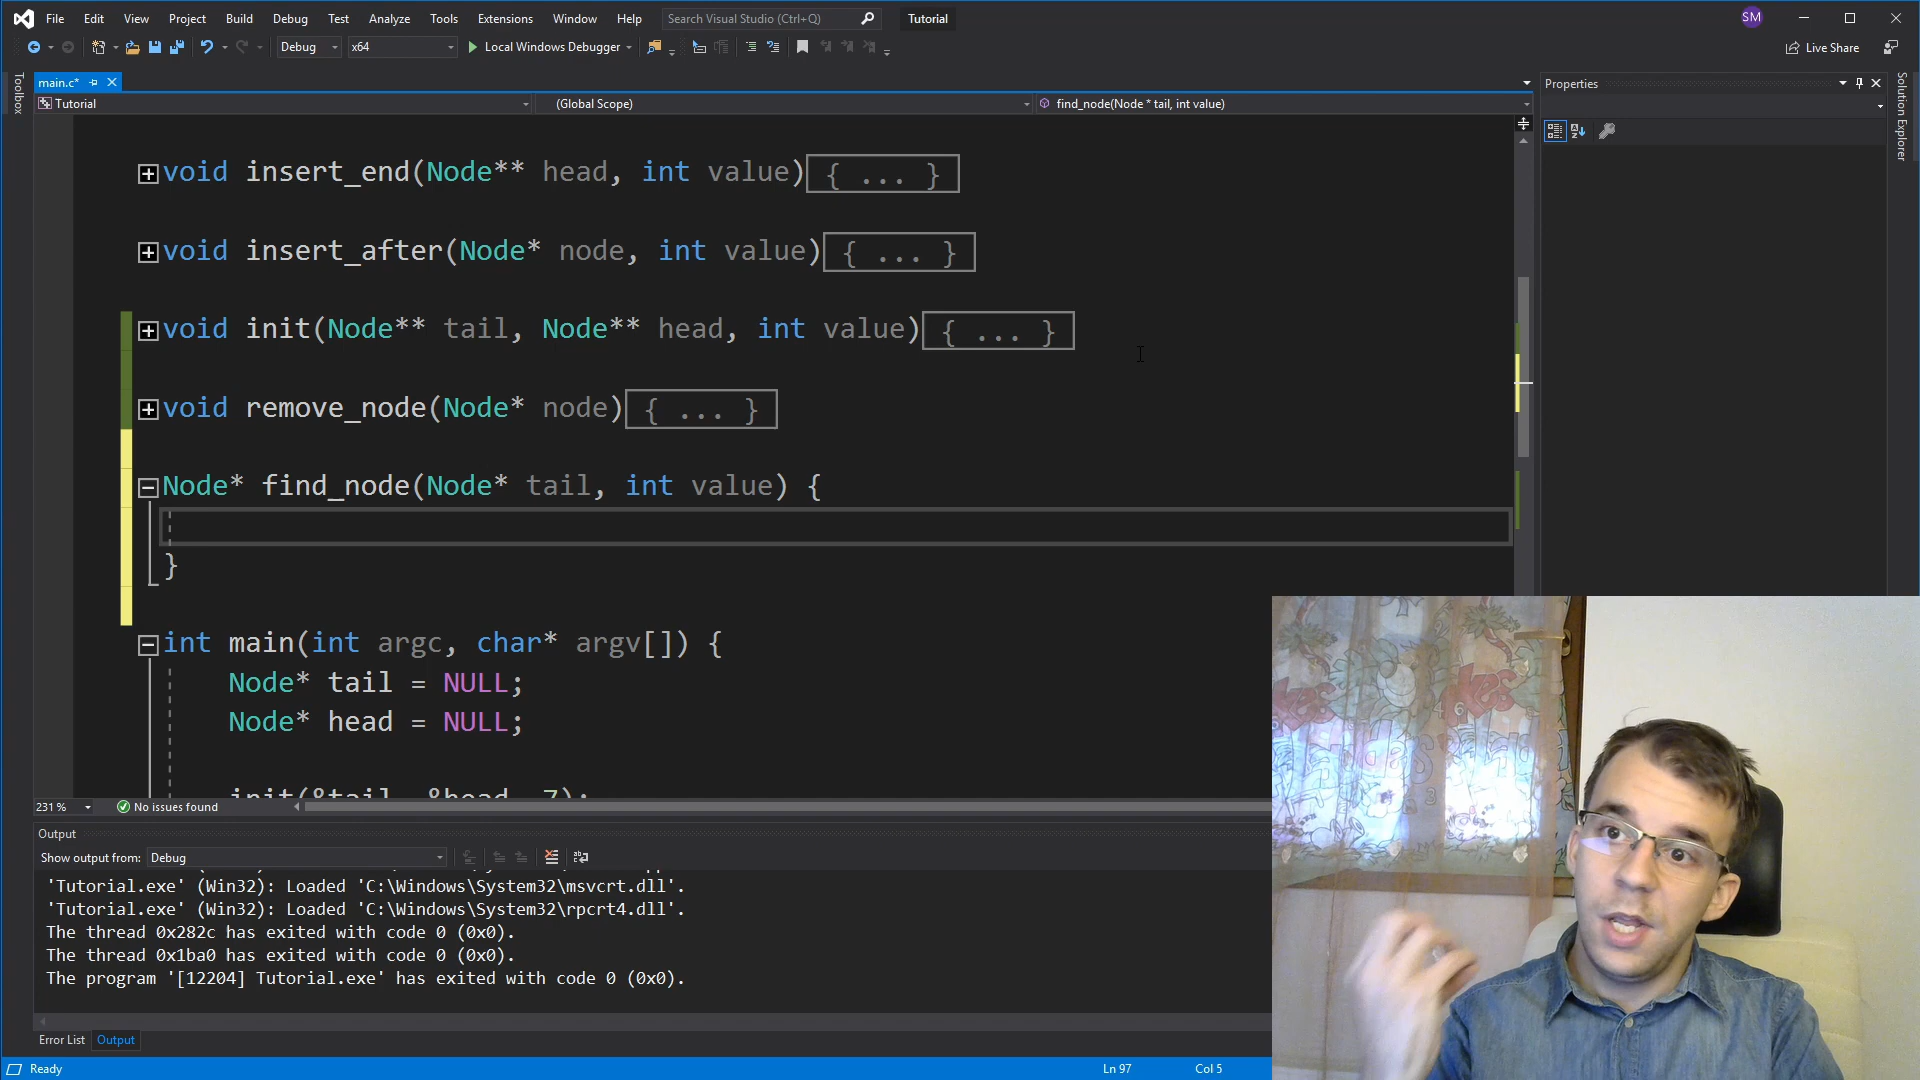 File Edit View Project Build Debug Test Analyze Tools Extensions Window Help Search Visual Studio (Ctrl+Q) Tutorial SM
Debug x64 Local Windows Debugger Live Share
Toolbox
main.c*
Tutorial (Global Scope) find_node(Node * tail, int value)
Properties
Solution Explorer
void insert_end(Node** head, int value){ ... }
void insert_after(Node* node, int value){ ... }
void init(Node** tail, Node** head, int value){ ... }
void remove_node(Node* node){ ... }
Node* find_node(Node* tail, int value) {
}
int main(int argc, char* argv[]) {
Node* tail = NULL;
Node* head = NULL;
init(&tail, &head, 7);
231 % No issues found
Output
Show output from: Debug
'Tutorial.exe' (Win32): Loaded 'C:\Windows\System32\msvcrt.dll'.
'Tutorial.exe' (Win32): Loaded 'C:\Windows\System32\rpcrt4.dll'.
The thread 0x282c has exited with code 0 (0x0).
The thread 0x1ba0 has exited with code 0 (0x0).
The program '[12204] Tutorial.exe' has exited with code 0 (0x0).
Error List Output
Ready Ln 97 Col 5